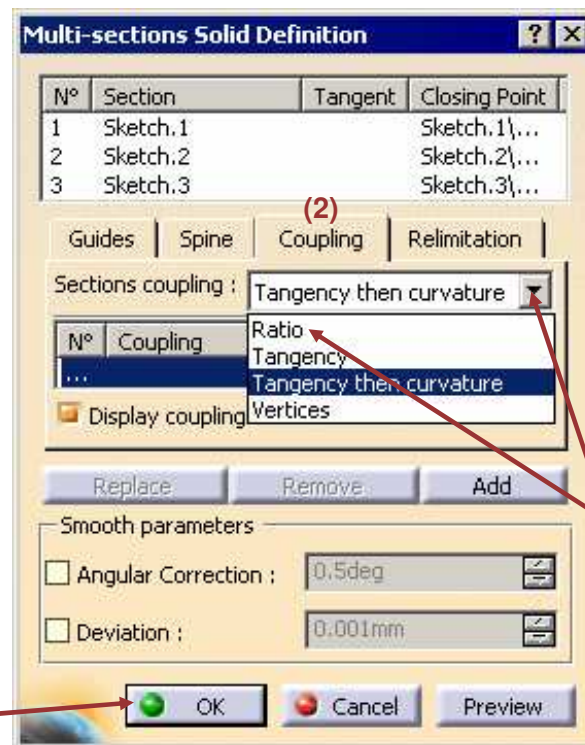 Multi-sections Solid Definition ? X
N° Section Tangent Closing Point
1 Sketch.1 Sketch.1\...
2 Sketch.2 Sketch.2\...
3 Sketch.3 Sketch.3\...
(2)
Guides Spine Coupling Relimitation
Sections coupling : Tangency then curvature
N° Coupling
...
Ratio
Tangency
Tangency then curvature
Vertices
Display coupling
Replace Remove Add
Smooth parameters
Angular Correction : 0.5deg
Deviation : 0.001mm
OK Cancel Preview